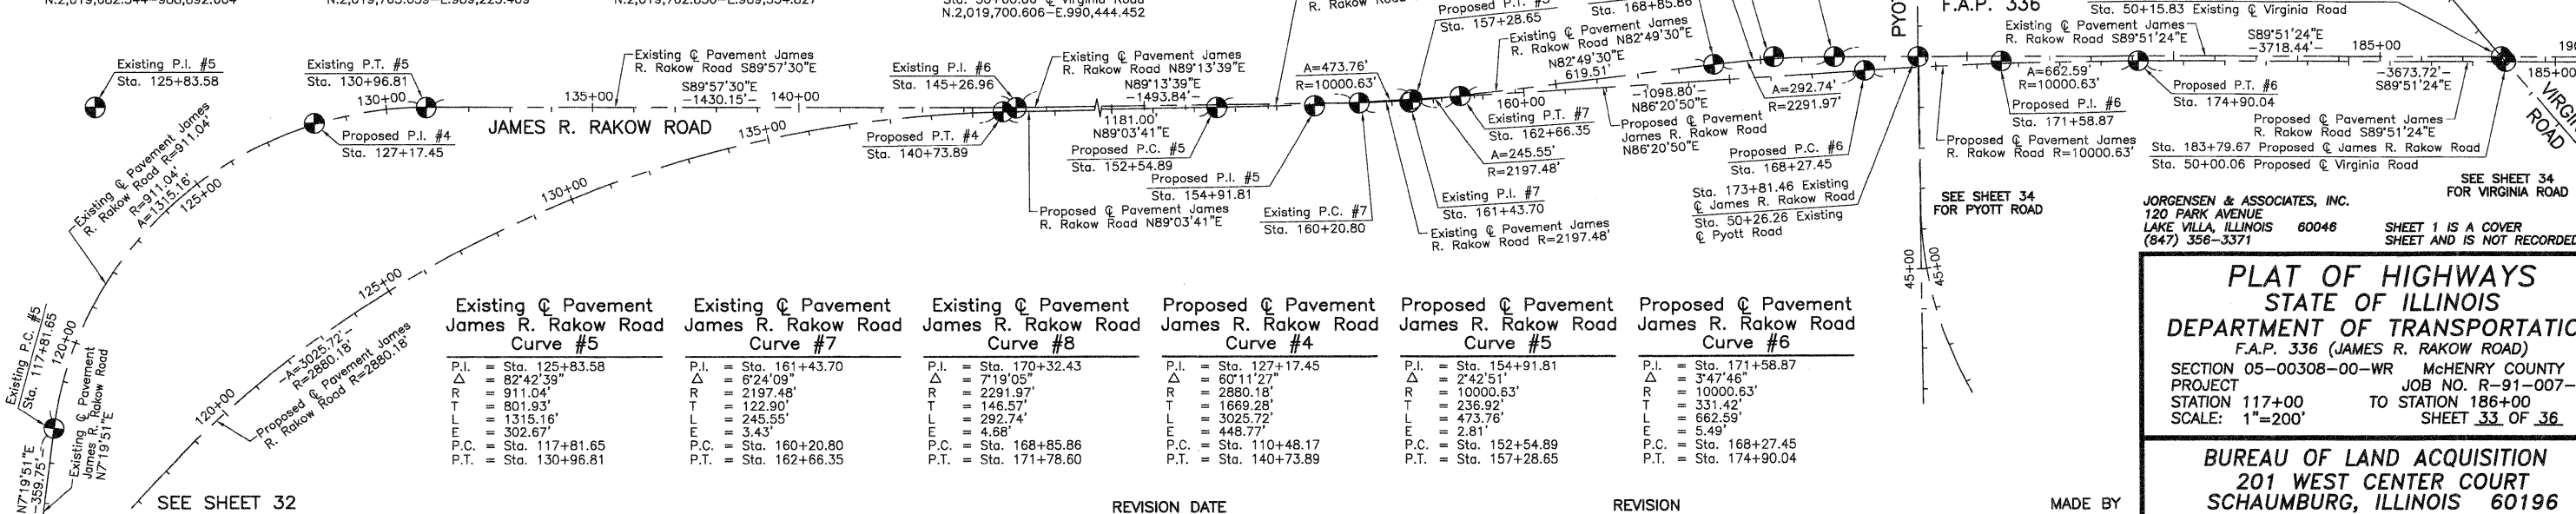 N.2,019,700.606–E.990,444.452
Existing P.I. #5
Sta. 125+83.58
Existing P.T. #5
Sta. 130+96.81
130+00
Proposed P.I. #4
Sta. 127+17.45
Existing ℄ Pavement James
R. Rakow Road R=911.04'
R=911.04'
A=1315.16'
125+00
Existing P.C. #5
Sta. 117+81.65
120+00
Existing ℄ Pavement
James R. Rakow Road
N7°19'51"E
N7°19'51"E
–359.75'–
120+00
–A=3025.72'–
R=2880.18'
Proposed ℄ Pavement James
R. Rakow Road R=2880.18'
125+00
130+00
135+00
JAMES R. RAKOW ROAD
135+00
Existing ℄ Pavement James
R. Rakow Road S89°57'30"E
S89°57'30"E
–1430.15'–
140+00
Existing P.I. #6
Sta. 145+26.96
Proposed P.T. #4
Sta. 140+73.89
Existing ℄ Pavement James
R. Rakow Road N89°13'39"E
N89°13'39"E
–1493.84'–
1181.00'
N89°03'41"E
Proposed P.C. #5
Sta. 152+54.89
Proposed ℄ Pavement James
R. Rakow Road N89°03'41"E
Proposed P.I. #5
Sta. 154+91.81
A=473.76'
R=10000.63'
Existing P.C. #7
Sta. 160+20.80
Sta. 157+28.65
Existing ℄ Pavement James
R. Rakow Road N82°49'30"E
N82°49'30"E
619.51'
160+00
Existing P.T. #7
Sta. 162+66.35
A=245.55'
R=2197.48'
Existing P.I. #7
Sta. 161+43.70
Existing ℄ Pavement James
R. Rakow Road R=2197.48'
–1098.80'–
N86°20'50"E
Proposed ℄ Pavement
James R. Rakow Road
N86°20'50"E
Sta. 168+85.86
A=292.74'
R=2291.97'
Proposed P.C. #6
Sta. 168+27.45
Sta. 173+81.46 Existing
℄ James R. Rakow Road
Sta. 50+26.26 Existing
℄ Pyott Road
F.A.P. 336
45+00
45+00
SEE SHEET 34
FOR PYOTT ROAD
Sta. 50+15.83 Existing ℄ Virginia Road
Existing ℄ Pavement James
R. Rakow Road S89°51'24"E
S89°51'24"E
–3718.44'–
185+00
A=662.59'
R=10000.63'
Proposed P.T. #6
Sta. 174+90.04
Proposed P.I. #6
Sta. 171+58.87
Proposed ℄ Pavement James
R. Rakow Road R=10000.63'
–3673.72'–
S89°51'24"E
Proposed ℄ Pavement James
R. Rakow Road S89°51'24"E
Sta. 183+79.67 Proposed ℄ James R. Rakow Road
Sta. 50+00.06 Proposed ℄ Virginia Road
185+00
ROAD
SEE SHEET 34
FOR VIRGINIA ROAD
JORGENSEN & ASSOCIATES, INC.
120 PARK AVENUE
LAKE VILLA, ILLINOIS 60046
(847) 356–3371
SHEET 1 IS A COVER
SHEET AND IS NOT RECORDED
Existing ℄ Pavement
James R. Rakow Road
Curve #5
P.I. = Sta. 125+83.58
Δ = 82°42'39"
R = 911.04'
T = 801.93'
L = 1315.16'
E = 302.67'
P.C. = Sta. 117+81.65
P.T. = Sta. 130+96.81
Existing ℄ Pavement
James R. Rakow Road
Curve #7
P.I. = Sta. 161+43.70
Δ = 6°24'09"
R = 2197.48'
T = 122.90'
L = 245.55'
E = 3.43'
P.C. = Sta. 160+20.80
P.T. = Sta. 162+66.35
Existing ℄ Pavement
James R. Rakow Road
Curve #8
P.I. = Sta. 170+32.43
Δ = 7°19'05"
R = 2291.97'
T = 146.57'
L = 292.74'
E = 4.68'
P.C. = Sta. 168+85.86
P.T. = Sta. 171+78.60
Proposed ℄ Pavement
James R. Rakow Road
Curve #4
P.I. = Sta. 127+17.45
Δ = 60°11'27"
R = 2880.18'
T = 1669.28'
L = 3025.72'
E = 448.77'
P.C. = Sta. 110+48.17
P.T. = Sta. 140+73.89
Proposed ℄ Pavement
James R. Rakow Road
Curve #5
P.I. = Sta. 154+91.81
Δ = 2°42'51"
R = 10000.63'
T = 236.92'
L = 473.76'
E = 2.81'
P.C. = Sta. 152+54.89
P.T. = Sta. 157+28.65
Proposed ℄ Pavement
James R. Rakow Road
Curve #6
P.I. = Sta. 171+58.87
Δ = 3°47'46"
R = 10000.63'
T = 331.42'
L = 662.59'
E = 5.49'
P.C. = Sta. 168+27.45
P.T. = Sta. 174+90.04
PLAT OF HIGHWAYS
STATE OF ILLINOIS
DEPARTMENT OF TRANSPORTATIO
F.A.P. 336 (JAMES R. RAKOW ROAD)
SECTION 05–00308–00–WR McHENRY COUNTY
PROJECT JOB NO. R–91–007–
STATION 117+00 TO STATION 186+00
SCALE: 1"=200' SHEET 33 OF 36
BUREAU OF LAND ACQUISITION
201 WEST CENTER COURT
SCHAUMBURG, ILLINOIS 60196
SEE SHEET 32
REVISION DATE
REVISION
MADE BY